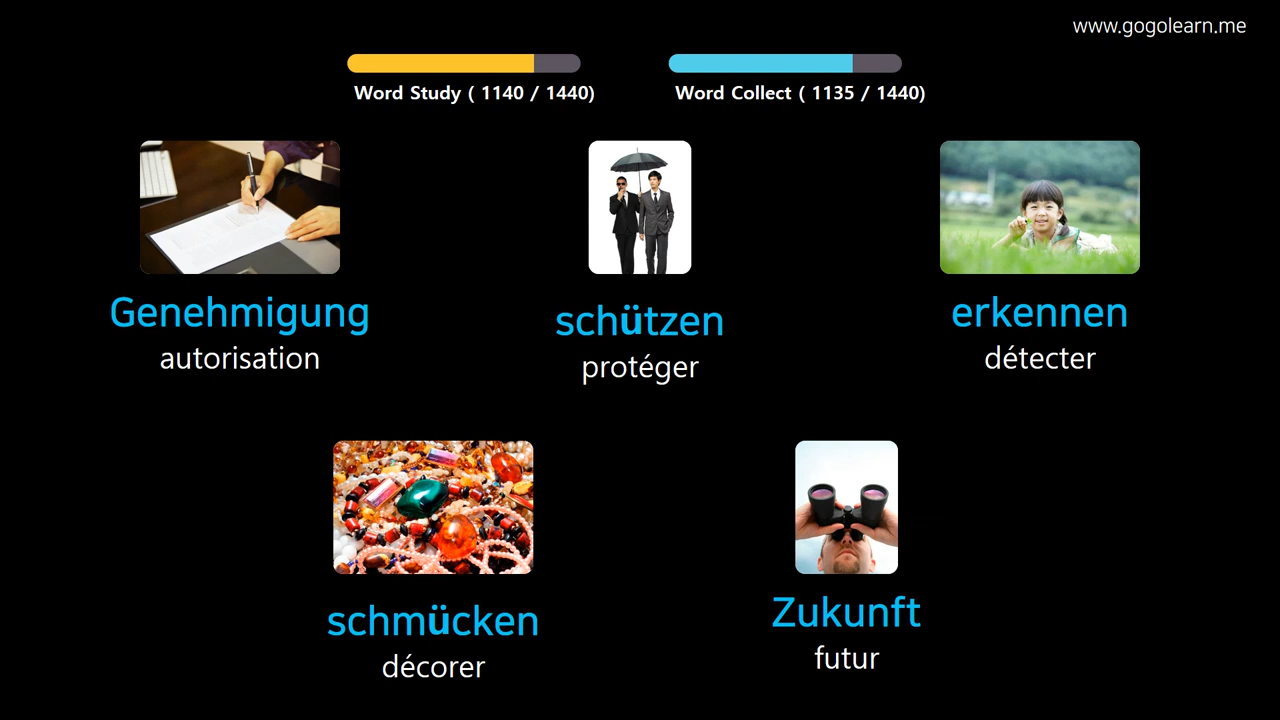 www.gogolearn.me
Word Study ( 1140 / 1440)
Word Collect ( 1135 / 1440)
Genehmigung
autorisation
schützen
protéger
erkennen
détecter
schmücken
décorer
Zukunft
futur